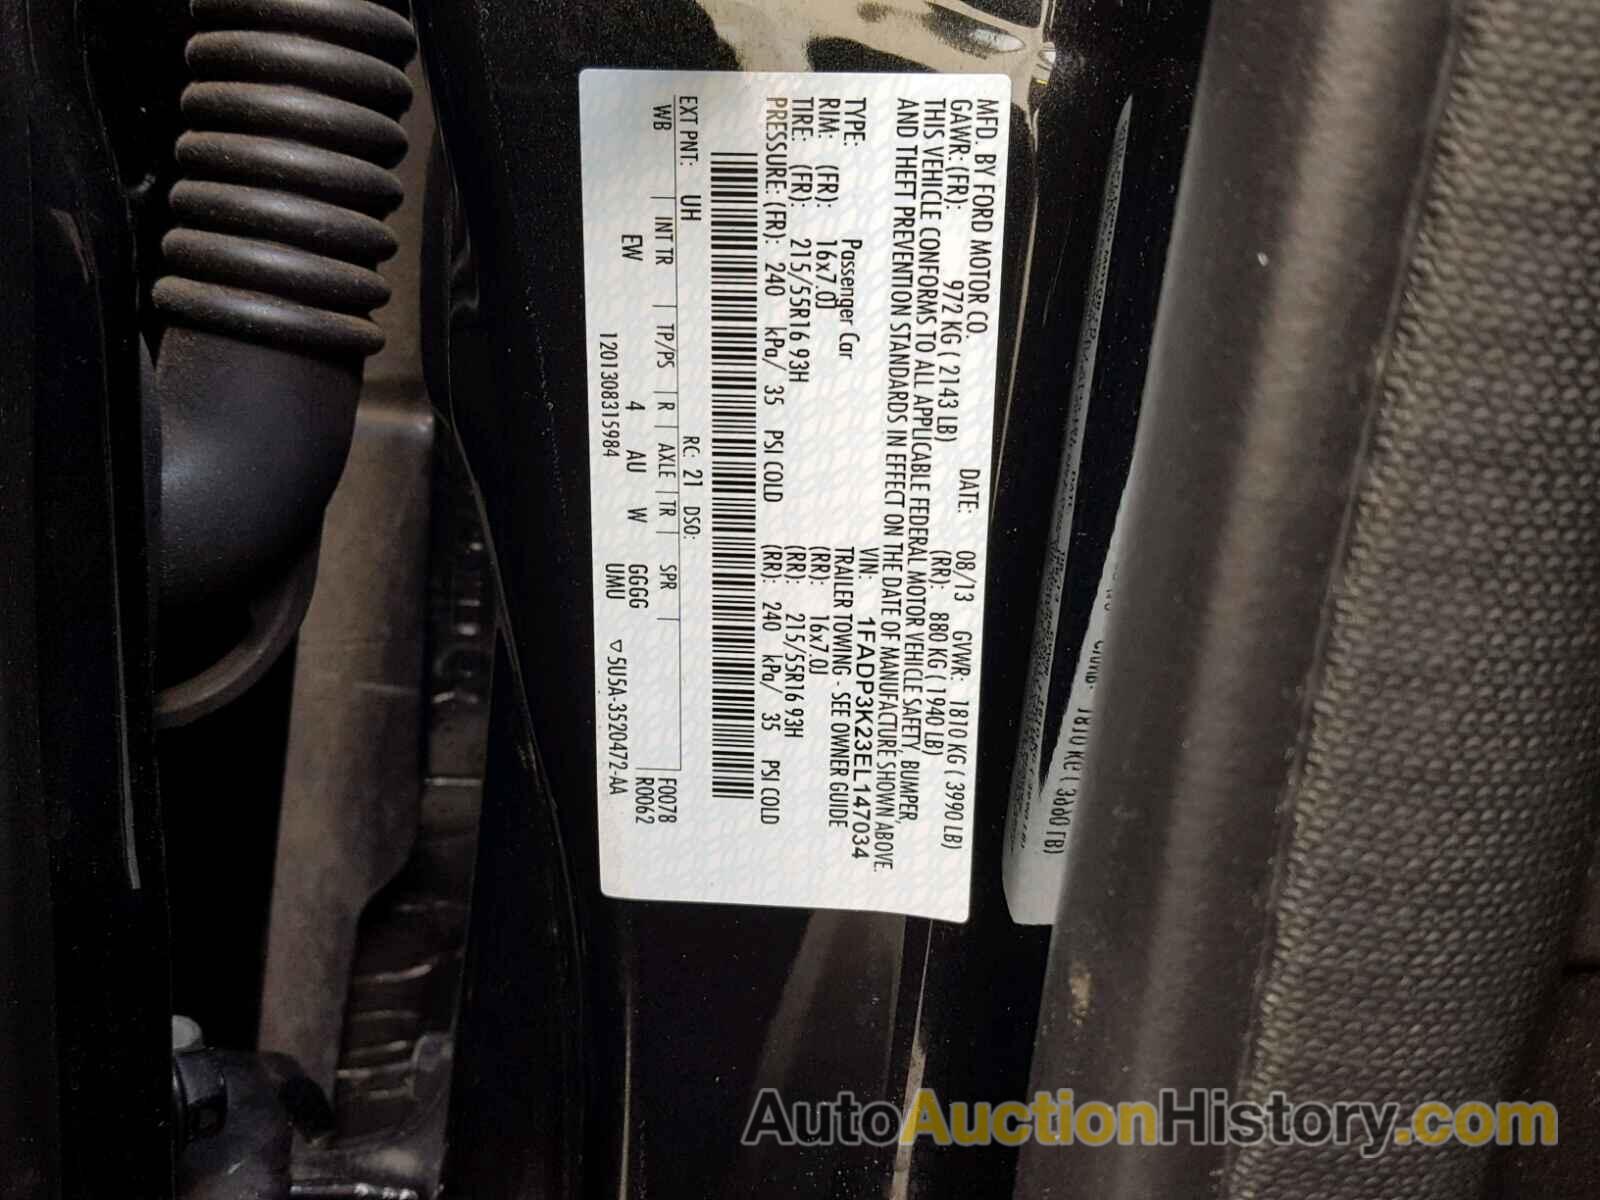 MFD. BY FORD MOTOR CO.
DATE: 08/13 GVWR: 1810 KG ( 3990 LB)
GAWR: (FR): 972 KG ( 2143 LB) (RR): 880 KG ( 1940 LB)
THIS VEHICLE CONFORMS TO ALL APPLICABLE FEDERAL MOTOR VEHICLE SAFETY, BUMPER,
AND THEFT PREVENTION STANDARDS IN EFFECT ON THE DATE OF MANUFACTURE SHOWN ABOVE.
VIN: 1FADP3K23EL147034
TYPE: Passenger Car TRAILER TOWING - SEE OWNER GUIDE
RIM: (FR): 16x7.0J (RR): 16x7.0J
TIRE: (FR): 215/55R16 93H (RR): 215/55R16 93H
PRESSURE: (FR): 240 kPa/ 35 PSI COLD (RR): 240 kPa/ 35 PSI COLD
EXT PNT: UH RC: 21 DSO: F0078
WB INT TR TP/PS R AXLE TR SPR R0062
EW 4 AU W GGGG
120130831598​4 UMU ▽5U5A-3520472-AA
AutoAuctionHistory.com